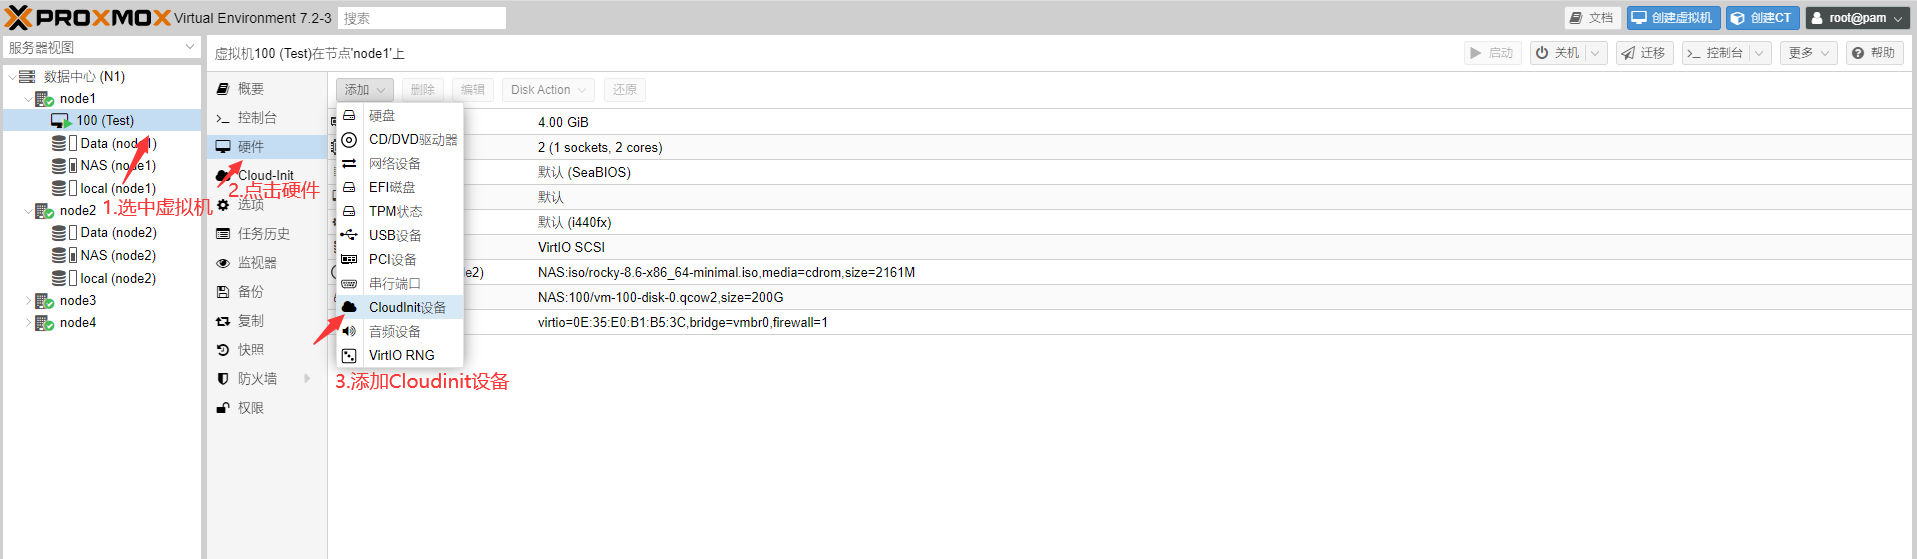 PROXMOX Virtual Environment 7.2-3 搜索 文档 创建虚拟机 创建CT root@pam
服务器视图
虚拟机100 (Test)在节点'node1'上 启动 关机 迁移 控制台 更多 帮助
数据中心 (N1)
node1
100 (Test)
Data (node1)
NAS (node1)
local (node1)
node2
Data (node2)
NAS (node2)
local (node2)
node3
node4
1.选中虚拟机
概要
控制台
硬件
Cloud-Init
2.点击硬件
选项
任务历史
监视器
备份
复制
快照
防火墙
权限
添加 删除 编辑 Disk Action 还原
硬盘
CD/DVD驱动器
网络设备
EFI磁盘
TPM状态
USB设备
PCI设备
串行端口
CloudInit设备
音频设备
VirtIO RNG
3.添加Cloudinit设备
4.00 GiB
2 (1 sockets, 2 cores)
默认 (SeaBIOS)
默认
默认 (i440fx)
VirtIO SCSI
NAS:iso/rocky-8.6-x86_64-minimal.iso,media=cdrom,size=2161M
NAS:100/vm-100-disk-0.qcow2,size=200G
virtio=0E:35:E0:B1:B5:3C,bridge=vmbr0,firewall=1